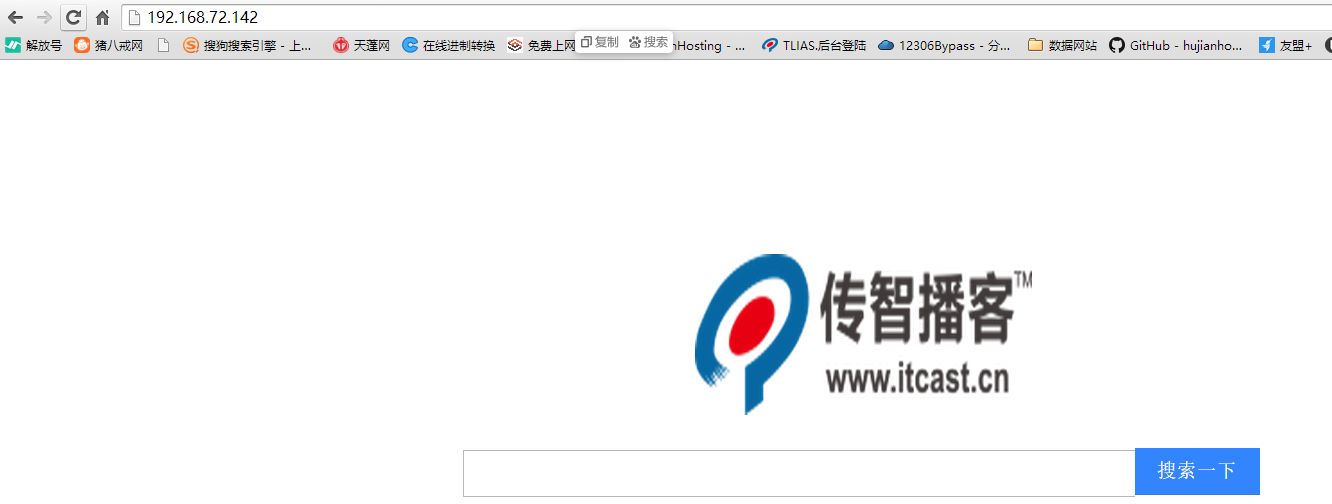 192.168.72.142
解放号 猪八戒网 搜狗搜索引擎 - 上... 天蓬网 在线进制转换 免费上网 复制 搜索 nHosting - ... TLIAS.后台登陆 12306Bypass - 分... 数据网站 GitHub - hujianho... 友盟+
传智播客TM
www.itcast.cn
搜索一下